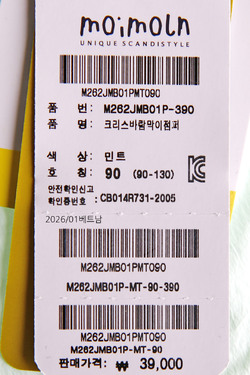 moimoln
UNIQUE SCANDISTYLE
M262JMB01PMT090
품 번: M262JMB01P-390
품 명: 크리스바람막이점퍼
색 상: 민트
호 칭: 90 (90-130)
안전확인신고
확인증번호 : CB014R731-2005
2026/01베트남
M262JMB01PMT090
M262JMB01P-MT-90-390
M262JMB01PMT090
M262JMB01P-MT-90
판매가격: ₩ 39,000